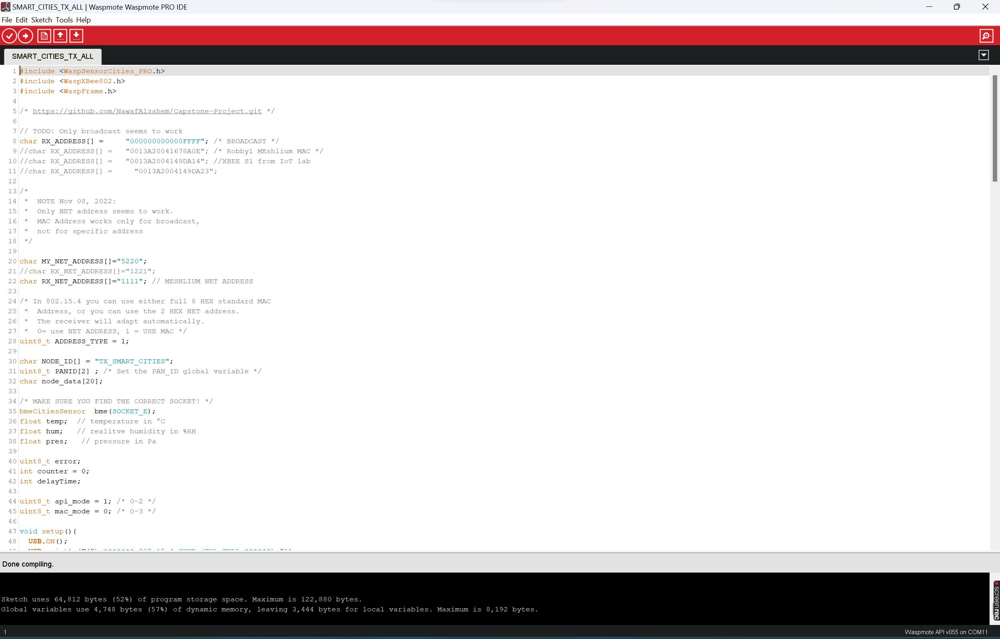 SMART_CITIES_TX_ALL | Waspmote Waspmote PRO IDE
File Edit Sketch Tools Help
SMART_CITIES_TX_ALL
1 #include <WaspSensorCities_PRO.h>
2 #include <WaspXBee802.h>
3 #include <WaspFrame.h>
4
5 /* https://github.com/NawafAlzahem/Capstone-Project.git */
6
7 // TODO: Only broadcast seems to work
8 char RX_ADDRESS[] =     "000000000000FFFF"; /* BROADCAST */
9 //char RX_ADDRESS[] =   "0013A20041678A0E"; /* Robby1 MEshlium MAC */
10 //char RX_ADDRESS[] =   "0013A2004149DA14"; //XBEE S1 from IoT lab
11 //char RX_ADDRESS[] =     "0013A2004149DA23";
12
13 /*
14  *  NOTE Nov 08, 2022:
15  *  Only NET address seems to work.
16  *  MAC Address works only for broadcast,
17  *  not for specific address
18  */
19
20 char MY_NET_ADDRESS[]="5220";
21 //char RX_NET_ADDRESS[]="1221";
22 char RX_NET_ADDRESS[]="1111"; // MESHLIUM NET ADDRESS
23
24 /* In 802.15.4 you can use either full 8 HEX standard MAC
25  *  Address, or you can use the 2 HEX NET address.
26  *  The receiver will adapt automatically.
27  *  0= use NET ADDRESS, 1 = USE MAC */
28 uint8_t ADDRESS_TYPE = 1;
29
30 char NODE_ID[] = "TX_SMART_CITIES";
31 uint8_t PANID[2] ; /* Set the PAN_ID global variable */
32 char node_data[20];
33
34 /* MAKE SURE YOU FIND THE CORRECT SOCKET! */
35 bmeCitiesSensor  bme(SOCKET_E);
36 float temp;  // temperature in ºC
37 float hum;   // realitve humidity in %RH
38 float pres;   // pressure in Pa
39
40 uint8_t error;
41 int counter = 0;
42 int delayTime;
43
44 uint8_t api_mode = 1; /* 0-2 */
45 uint8_t mac_mode = 0; /* 0-3 */
46
47 void setup(){
48   USB.ON();
Done compiling.
Sketch uses 64,812 bytes (52%) of program storage space. Maximum is 122,880 bytes.
Global variables use 4,748 bytes (57%) of dynamic memory, leaving 3,444 bytes for local variables. Maximum is 8,192 bytes.
screenrec
1
Waspmote API v055 on COM11